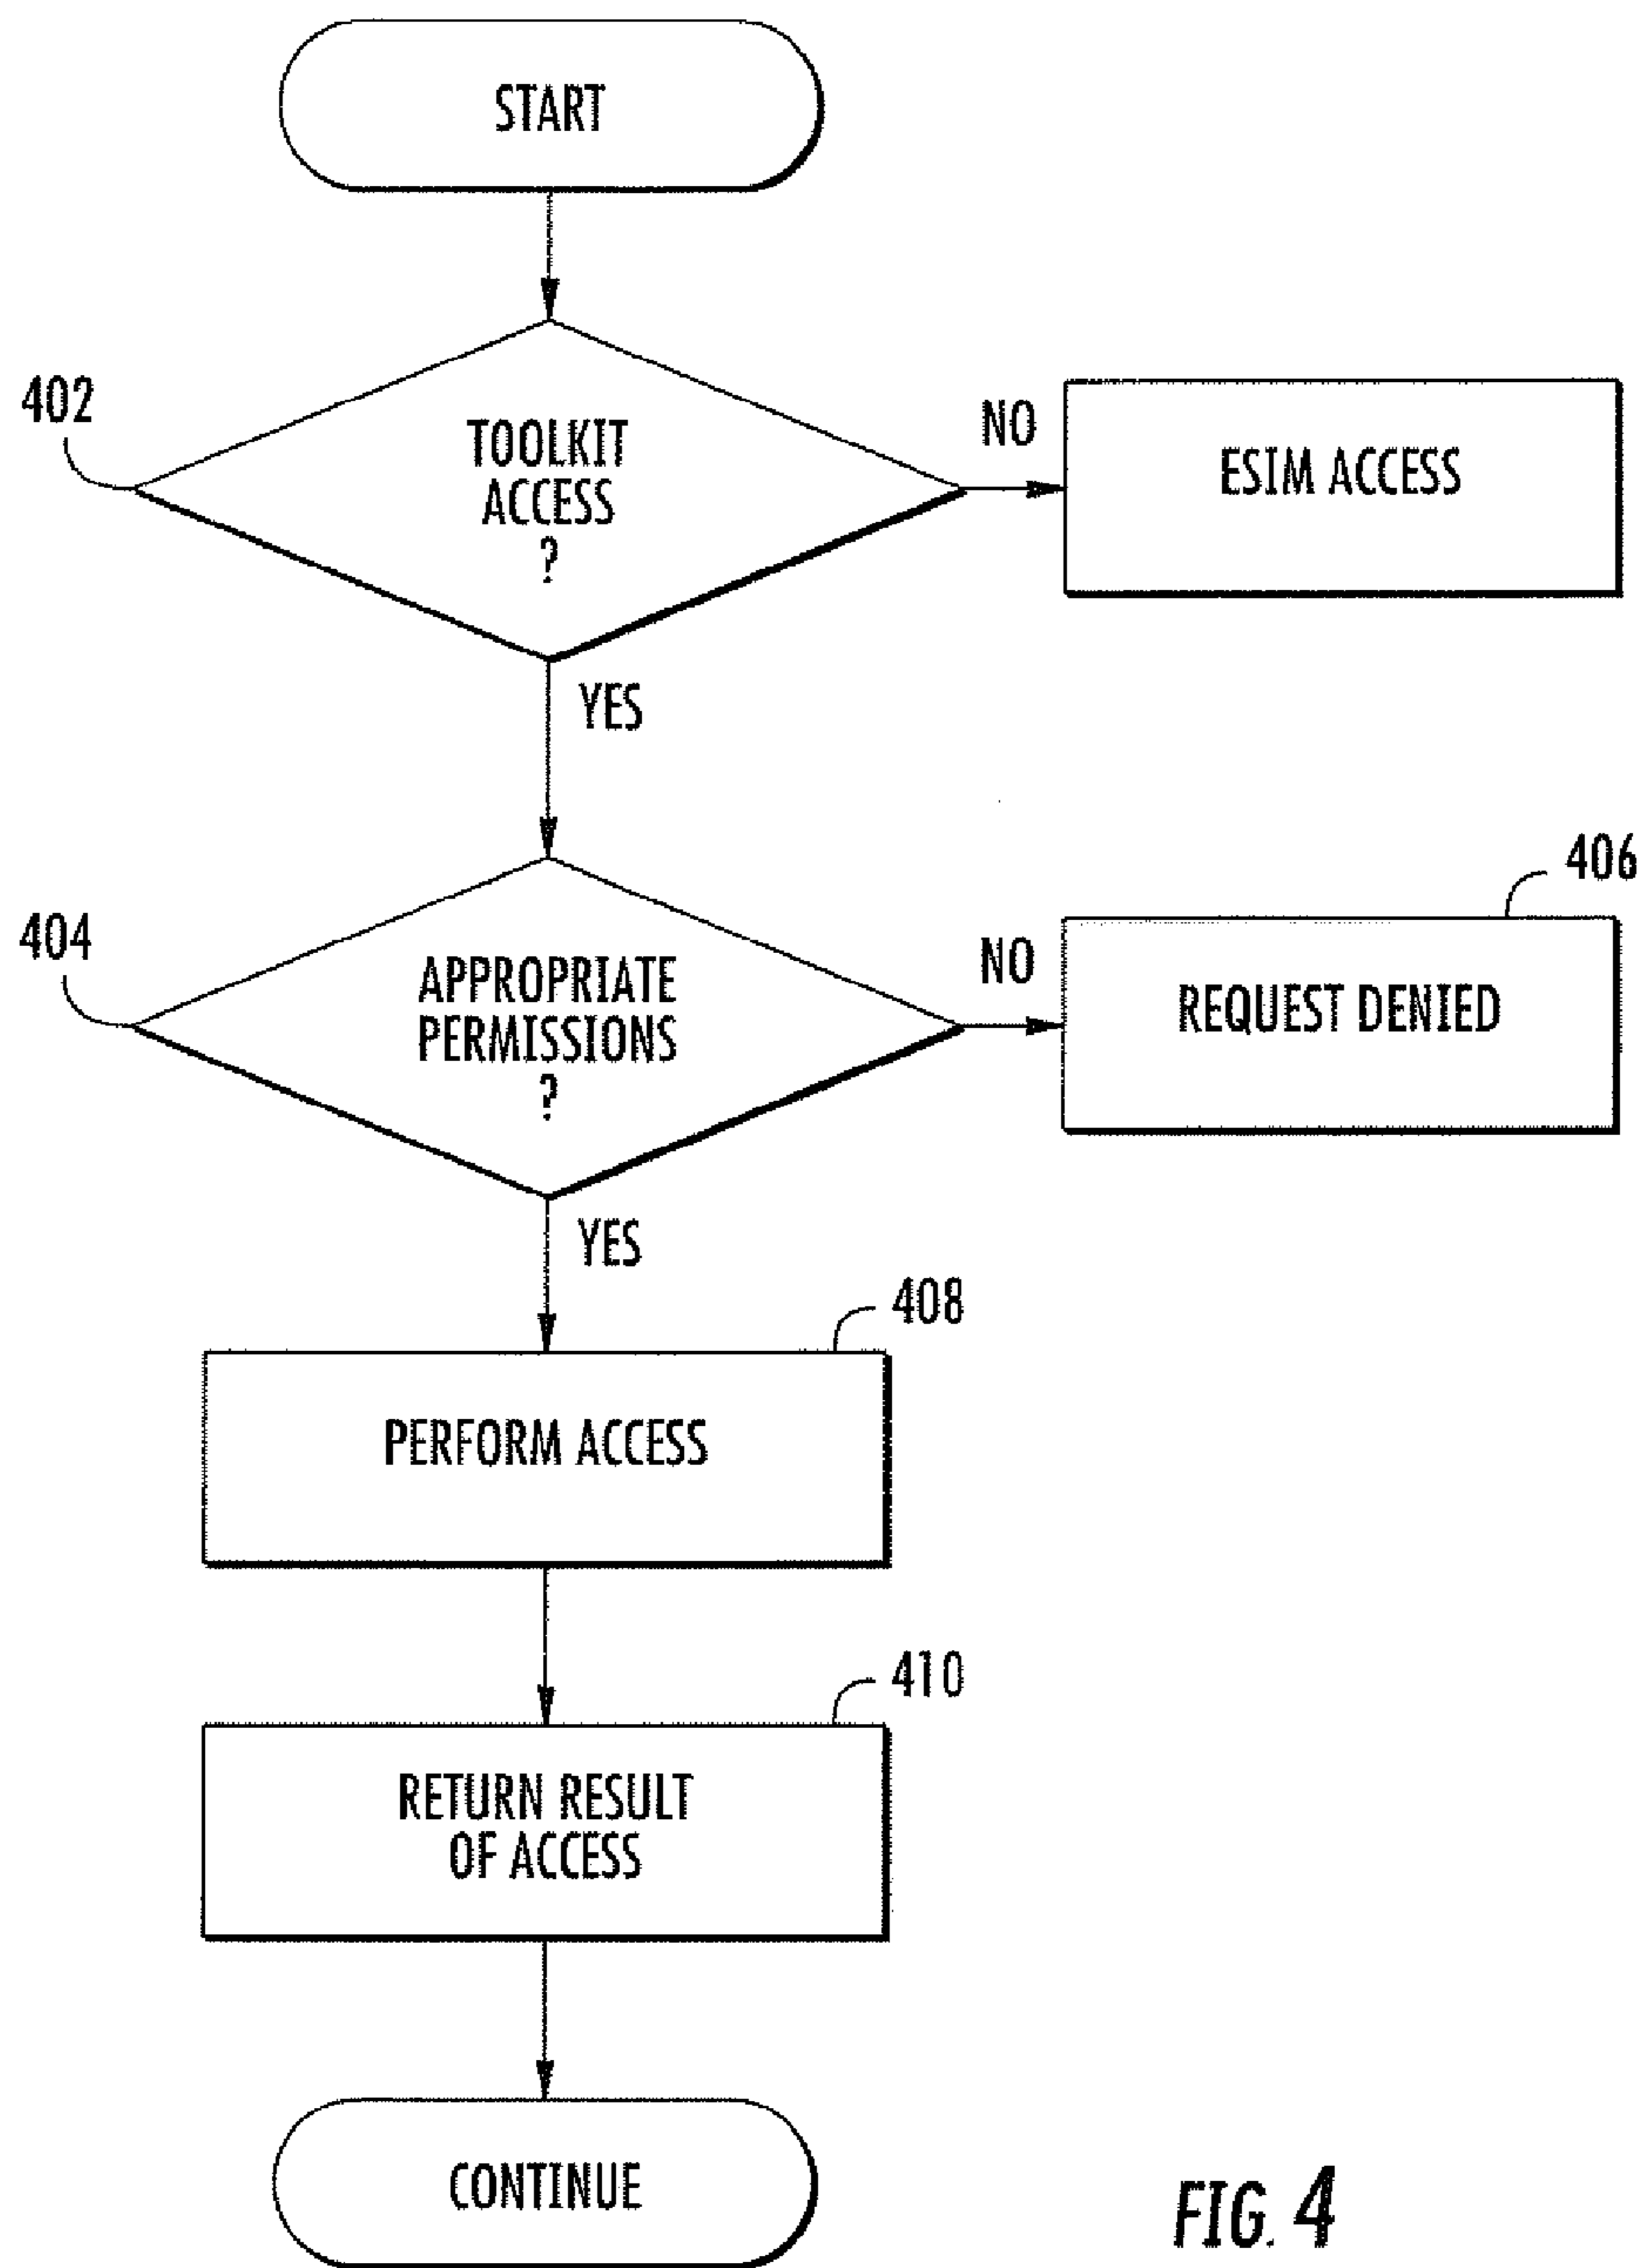 START
402
TOOLKIT
ACCESS
?
NO
ESIM ACCESS
YES
404
APPROPRIATE
PERMISSIONS
?
NO
406
REQUEST DENIED
YES
408
PERFORM ACCESS
410
RETURN RESULT
OF ACCESS
CONTINUE
FIG. 4